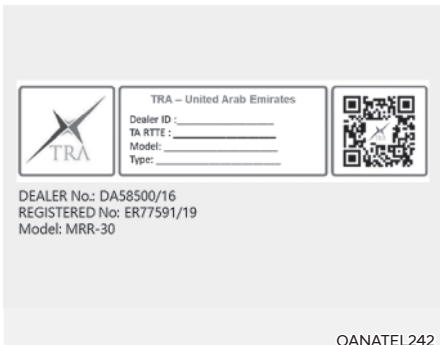 TRA
TRA – United Arab Emirates
Dealer ID :
TA RTTE :
Model:
Type:
DEALER No.: DA58500/16
REGISTERED No: ER77591/19
Model: MRR-30
OANATEL242